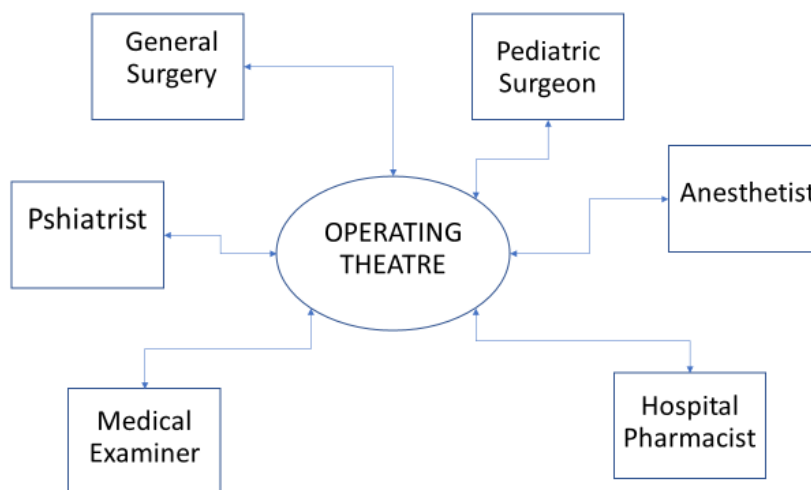 General
Surgery
Pediatric
Surgeon
Anesthetist
Pshiatrist
OPERATING
THEATRE
Medical
Examiner
Hospital
Pharmacist